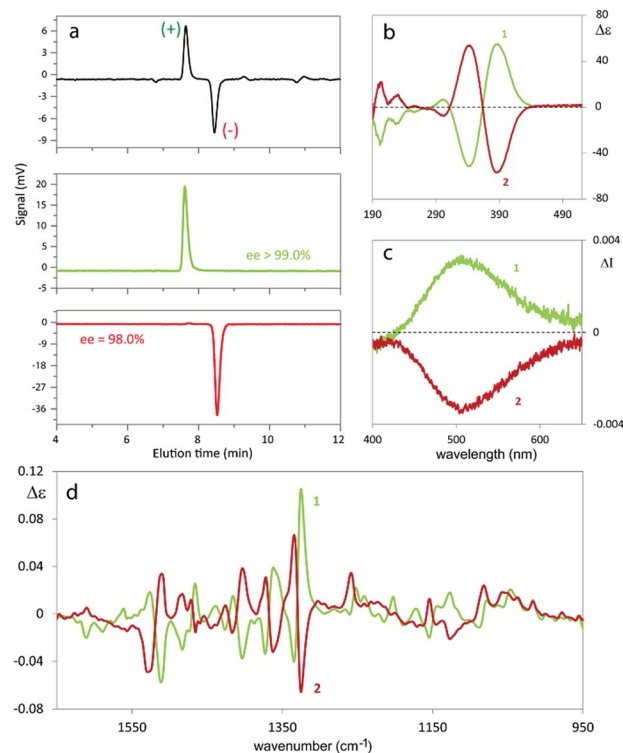 a
(+)
(-)
6
3
0
-3
-6
-9
20
15
10
5
0
-5
ee > 99.0%
0
-9
-18
-27
-36
ee = 98.0%
Signal (mV)
4 6 8 10 12
Elution time (min)
b
1
2
80
Δε
40
0
-40
-80
190 290 390 490
c
1
2
0.004
ΔI
0
-0.004
400 500 600
wavelength (nm)
d
0.12
Δε
0.08
0.04
0
-0.04
-0.08
1
2
1550 1350 1150 950
wavenumber (cm⁻¹)